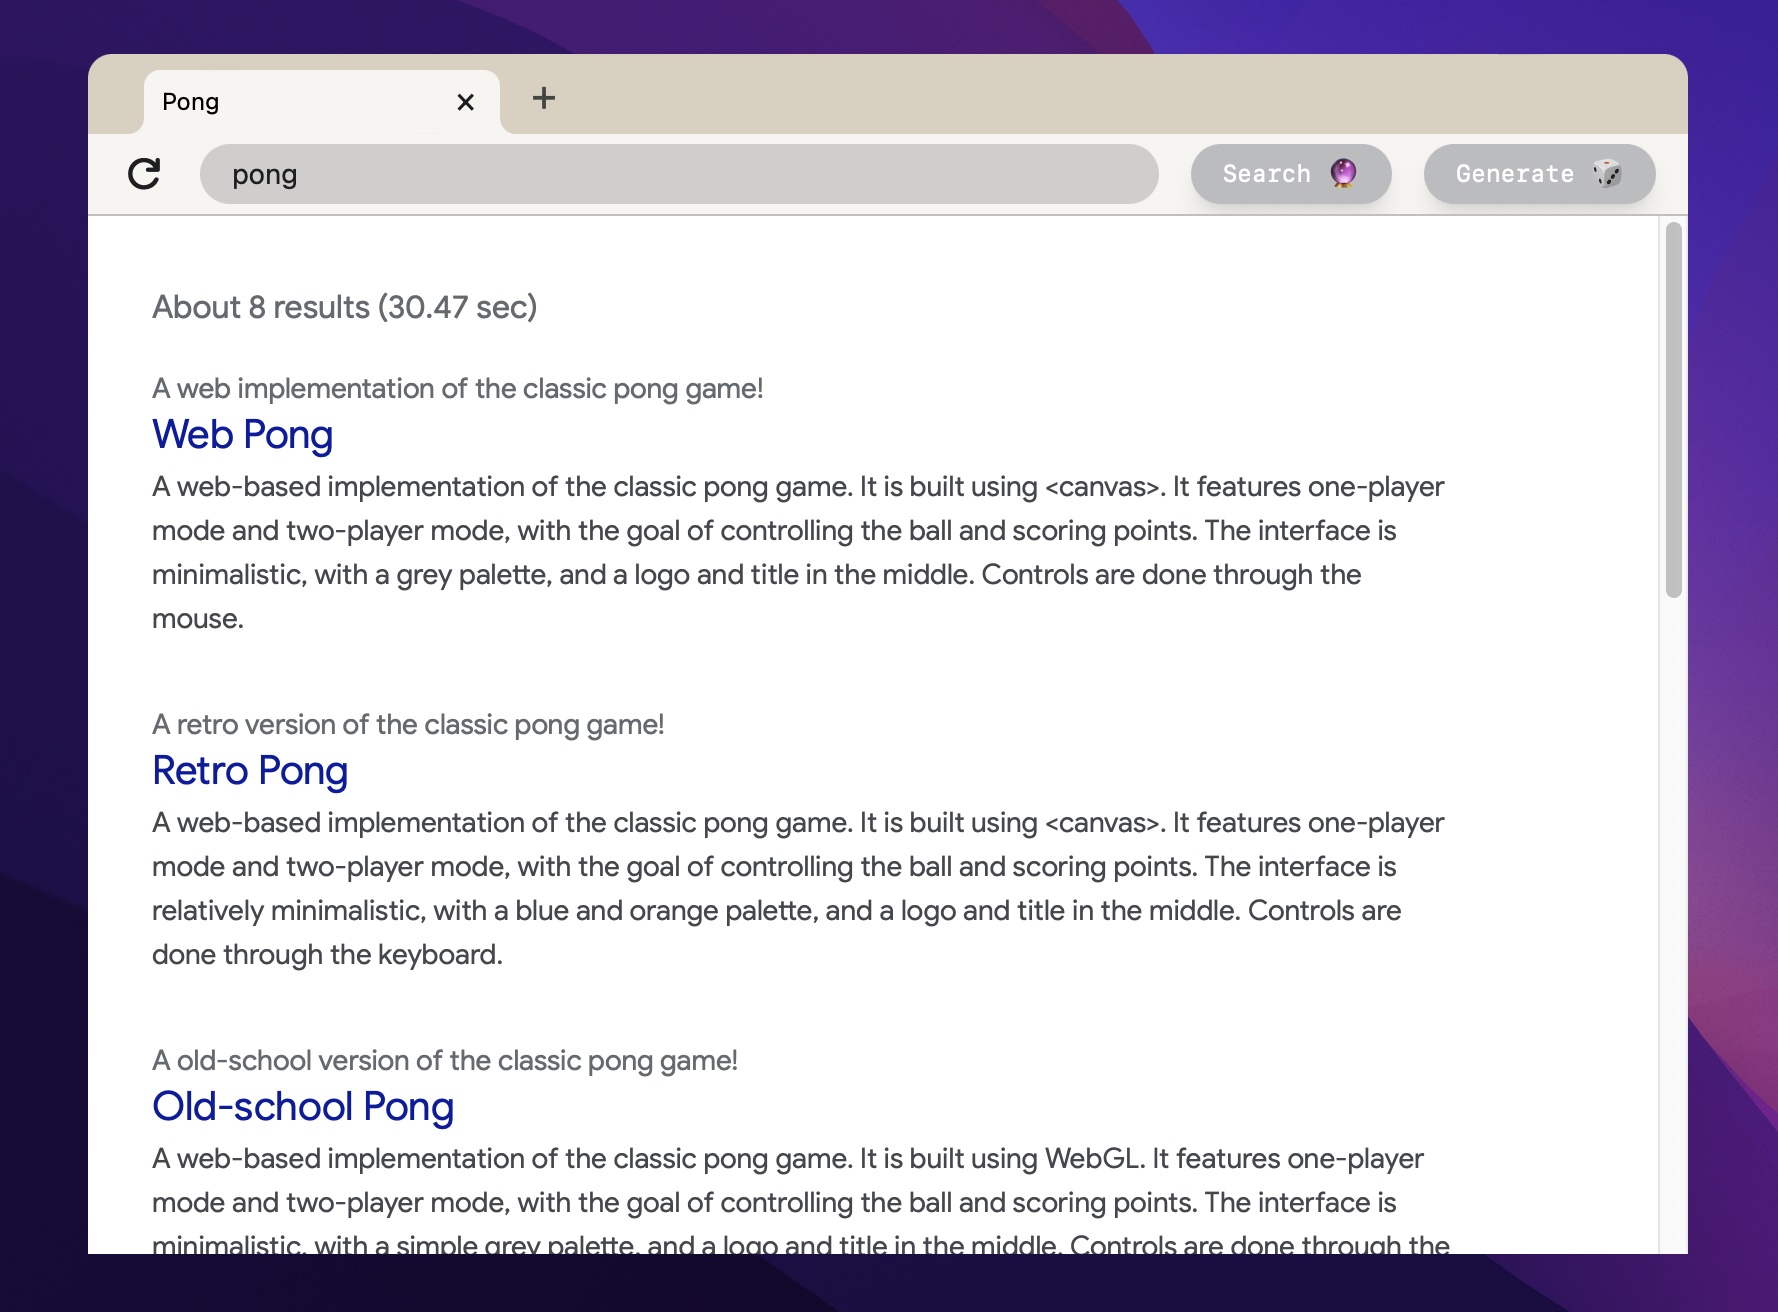 Pong
pong
Search
Generate
About 8 results (30.47 sec)
A web implementation of the classic pong game!
Web Pong
A web-based implementation of the classic pong game. It is built using <canvas>. It features one-player
mode and two-player mode, with the goal of controlling the ball and scoring points. The interface is
minimalistic, with a grey palette, and a logo and title in the middle. Controls are done through the
mouse.
A retro version of the classic pong game!
Retro Pong
A web-based implementation of the classic pong game. It is built using <canvas>. It features one-player
mode and two-player mode, with the goal of controlling the ball and scoring points. The interface is
relatively minimalistic, with a blue and orange palette, and a logo and title in the middle. Controls are
done through the keyboard.
A old-school version of the classic pong game!
Old-school Pong
A web-based implementation of the classic pong game. It is built using WebGL. It features one-player
mode and two-player mode, with the goal of controlling the ball and scoring points. The interface is
minimalistic, with a simple grey palette, and a logo and title in the middle. Controls are done through the